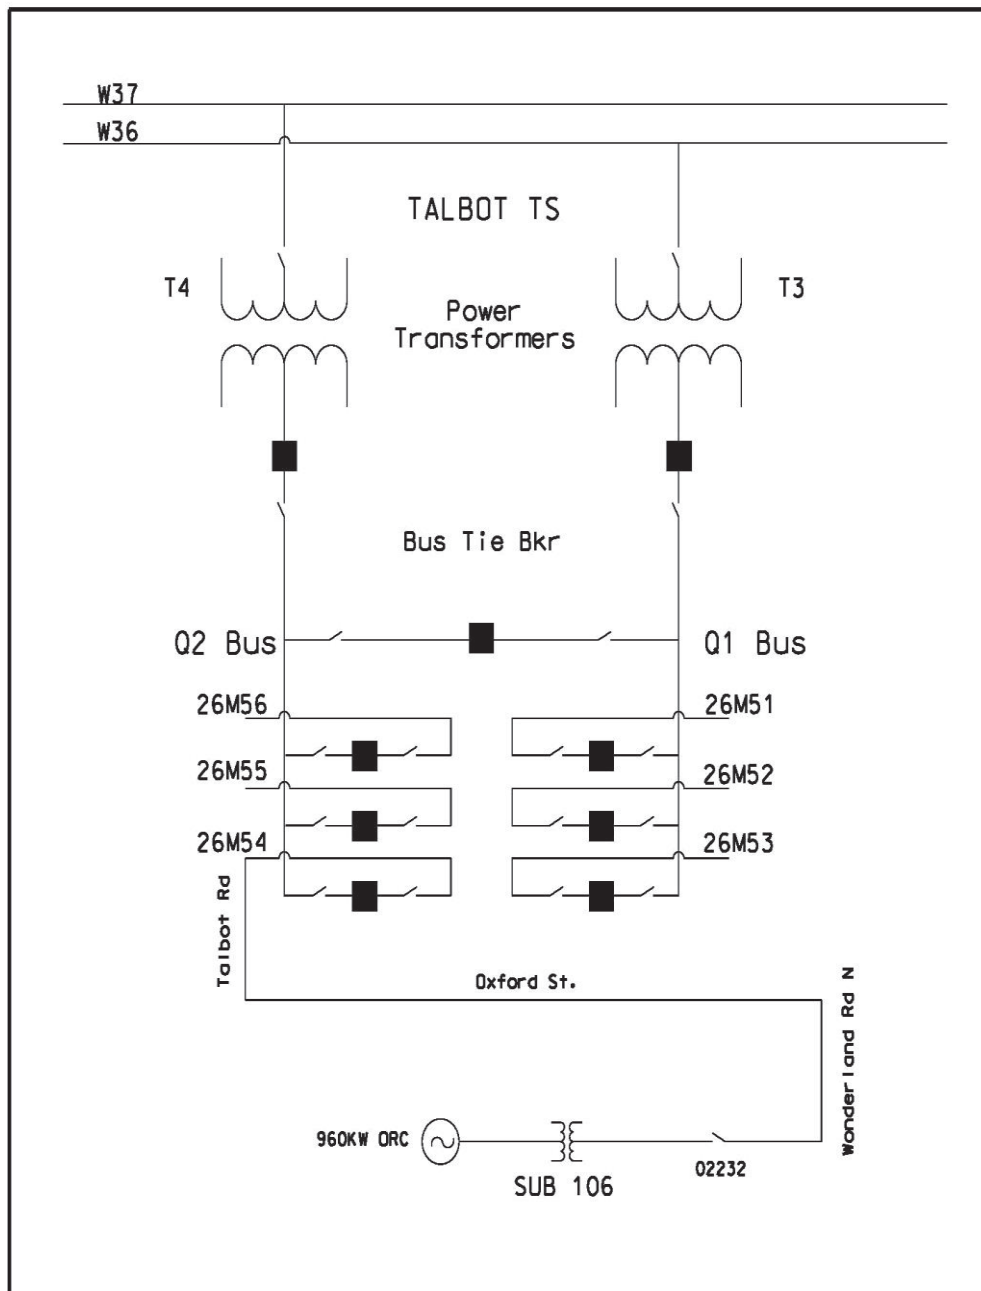 W37
W36
TALBOT TS
T4
T3
Power
Transformers
Bus Tie Bkr
Q2 Bus
Q1 Bus
26M56
26M51
26M55
26M52
26M54
26M53
Talbot Rd
Oxford St.
Wonderland Rd N
960KW ORC
02232
SUB 106